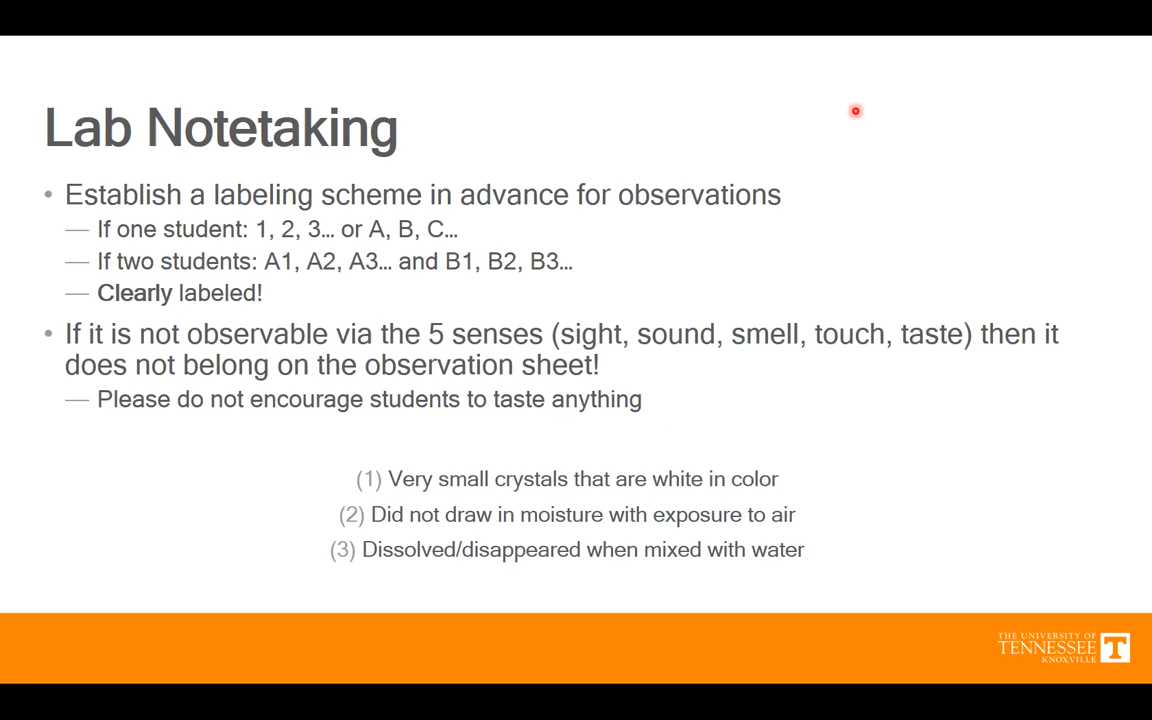 Lab Notetaking
• Establish a labeling scheme in advance for observations
— If one student: 1, 2, 3… or A, B, C…
— If two students: A1, A2, A3… and B1, B2, B3…
— Clearly labeled!
• If it is not observable via the 5 senses (sight, sound, smell, touch, taste) then it
does not belong on the observation sheet!
— Please do not encourage students to taste anything
(1) Very small crystals that are white in color
(2) Did not draw in moisture with exposure to air
(3) Dissolved/disappeared when mixed with water
THE UNIVERSITY OF
TENNESSEE
KNOXVILLE
T